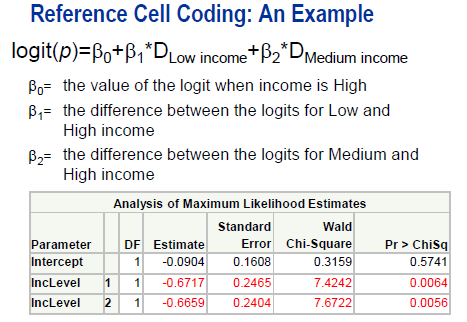 Reference Cell Coding: An Example
logit(p)=β0+β1*DLow income+β2*DMedium income
β0= the value of the logit when income is High
β1= the difference between the logits for Low and
High income
β2= the difference between the logits for Medium and
High income
Analysis of Maximum Likelihood Estimates
Parameter DF Estimate Standard Error Wald Chi-Square Pr > ChiSq
Intercept 1 -0.0904 0.1608 0.3159 0.5741
IncLevel 1 1 -0.6717 0.2465 7.4242 0.0064
IncLevel 2 1 -0.6659 0.2404 7.6722 0.0056